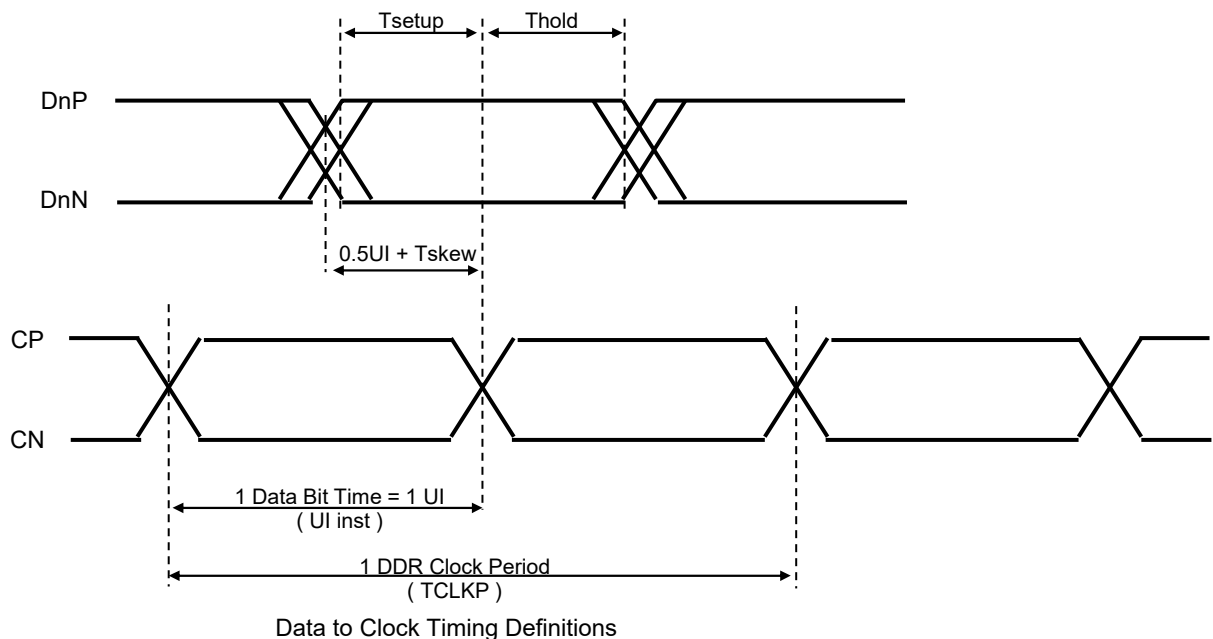 Tsetup
Thold
DnP
DnN
0.5UI + Tskew
CP
CN
1 Data Bit Time = 1 UI
( UI inst )
1 DDR Clock Period
( TCLKP )
Data to Clock Timing Definitions